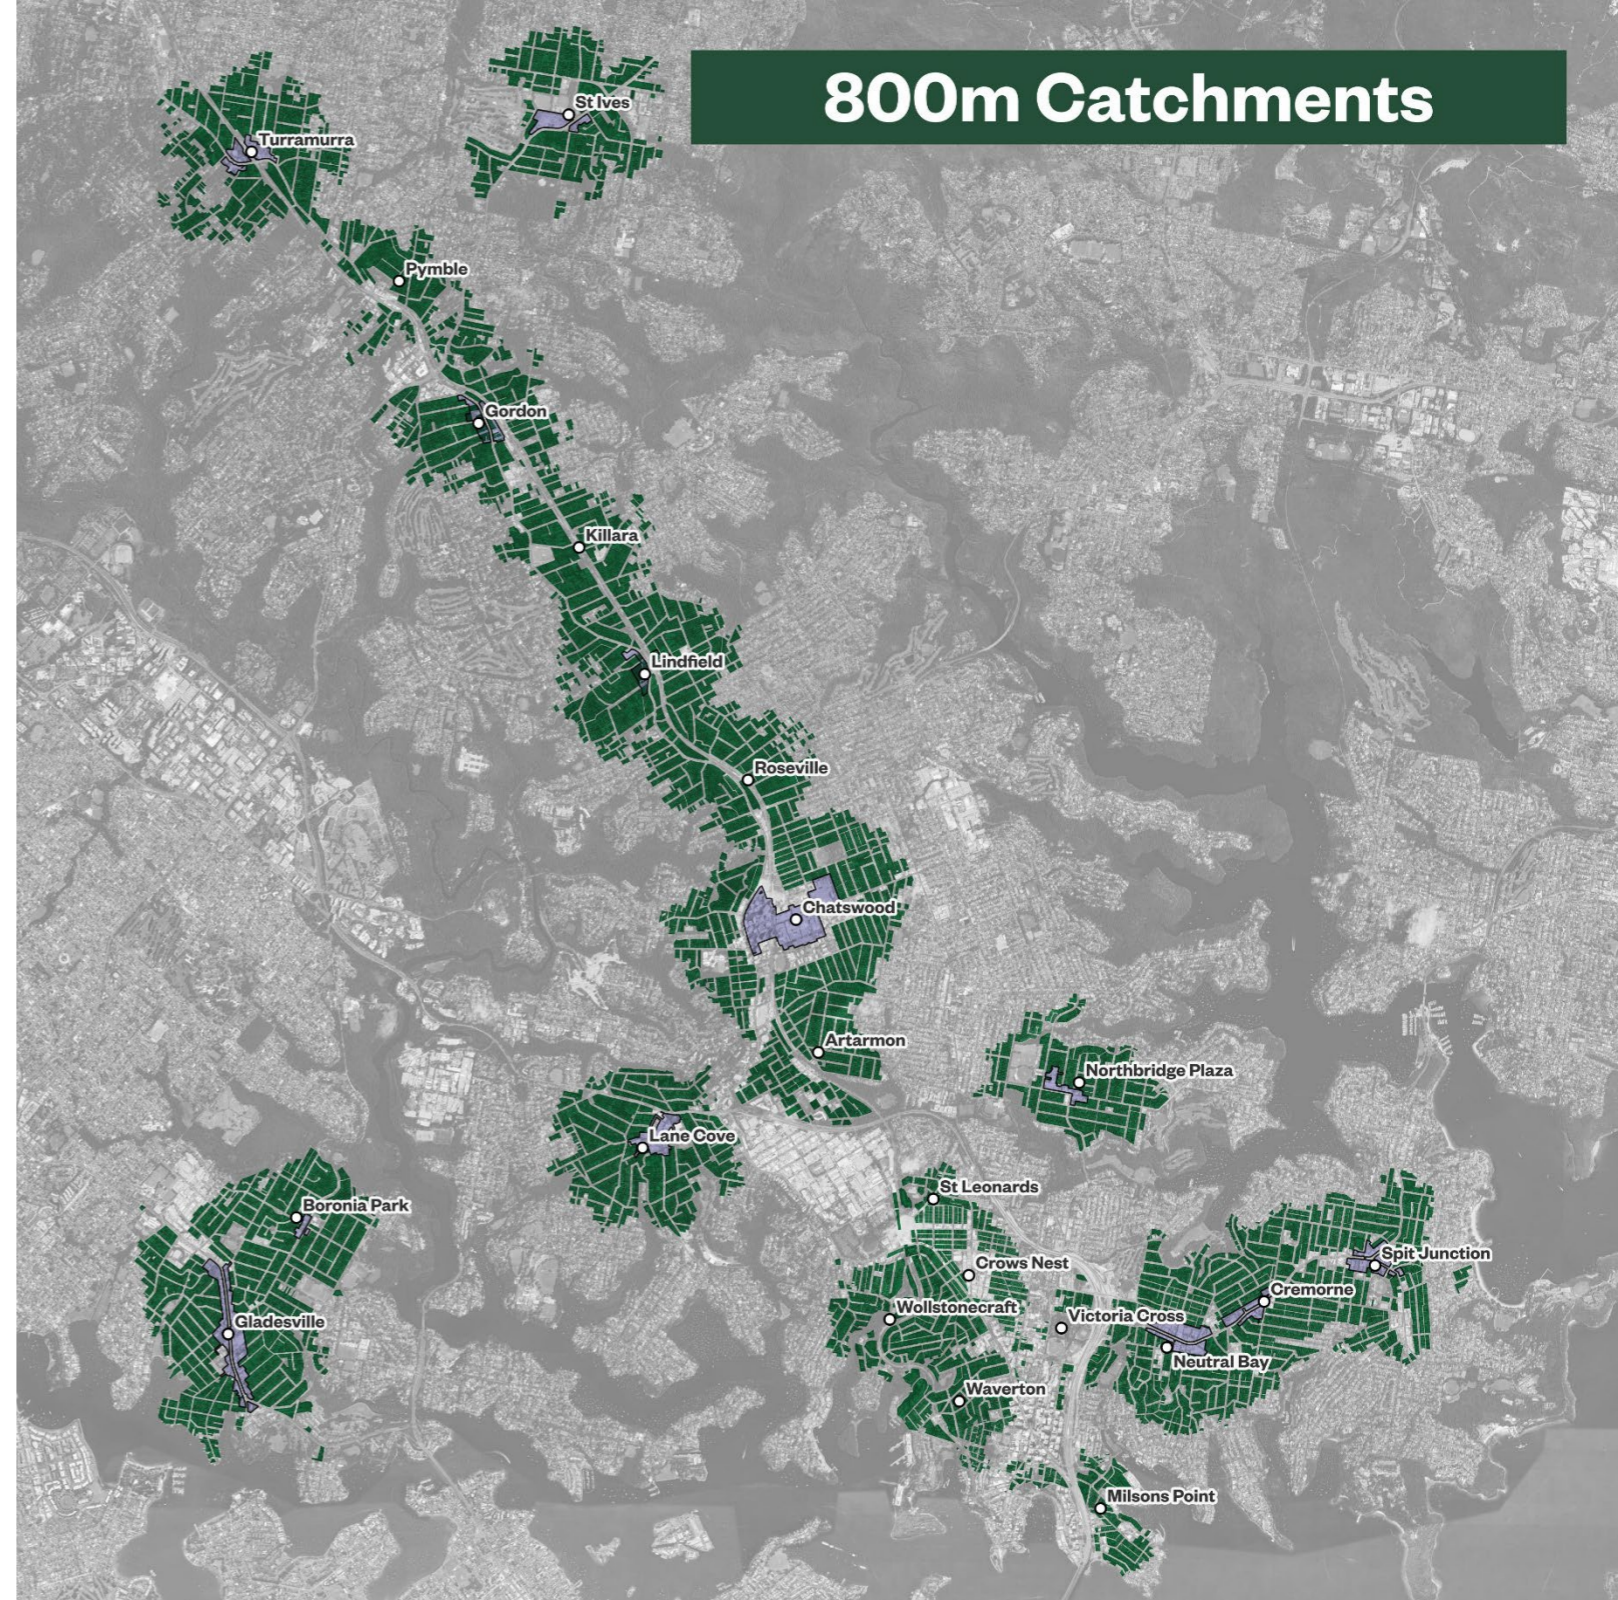 800m Catchments
St Ives
Turramurra
Pymble
Gordon
Killara
Lindfield
Roseville
Chatswood
Artarmon
Northbridge Plaza
Lane Cove
St Leonards
Boronia Park
Spit Junction
Crows Nest
Cremorne
Wollstonecraft
Victoria Cross
Gladesville
Neutral Bay
Waverton
Milsons Point